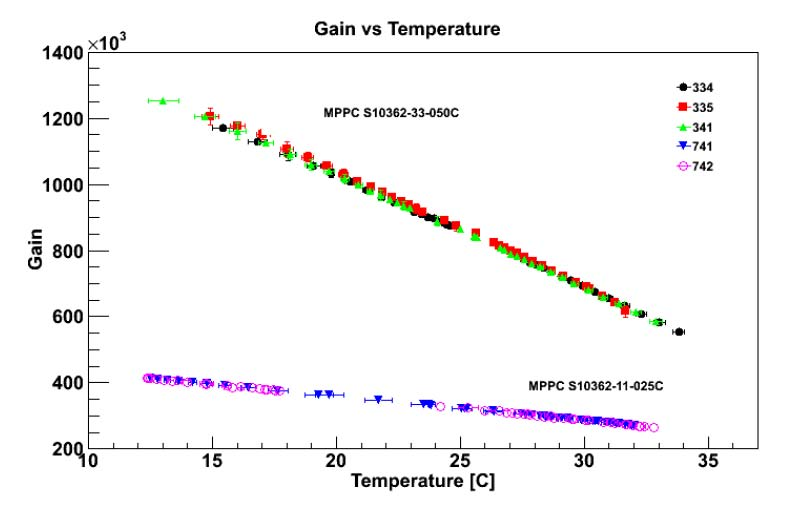 Gain vs Temperature
×10³
1400
1200
1000
800
600
400
200
Gain
MPPC S10362-33-050C
334
335
341
741
742
MPPC S10362-11-025C
10 15 20 25 30 35
Temperature [C]